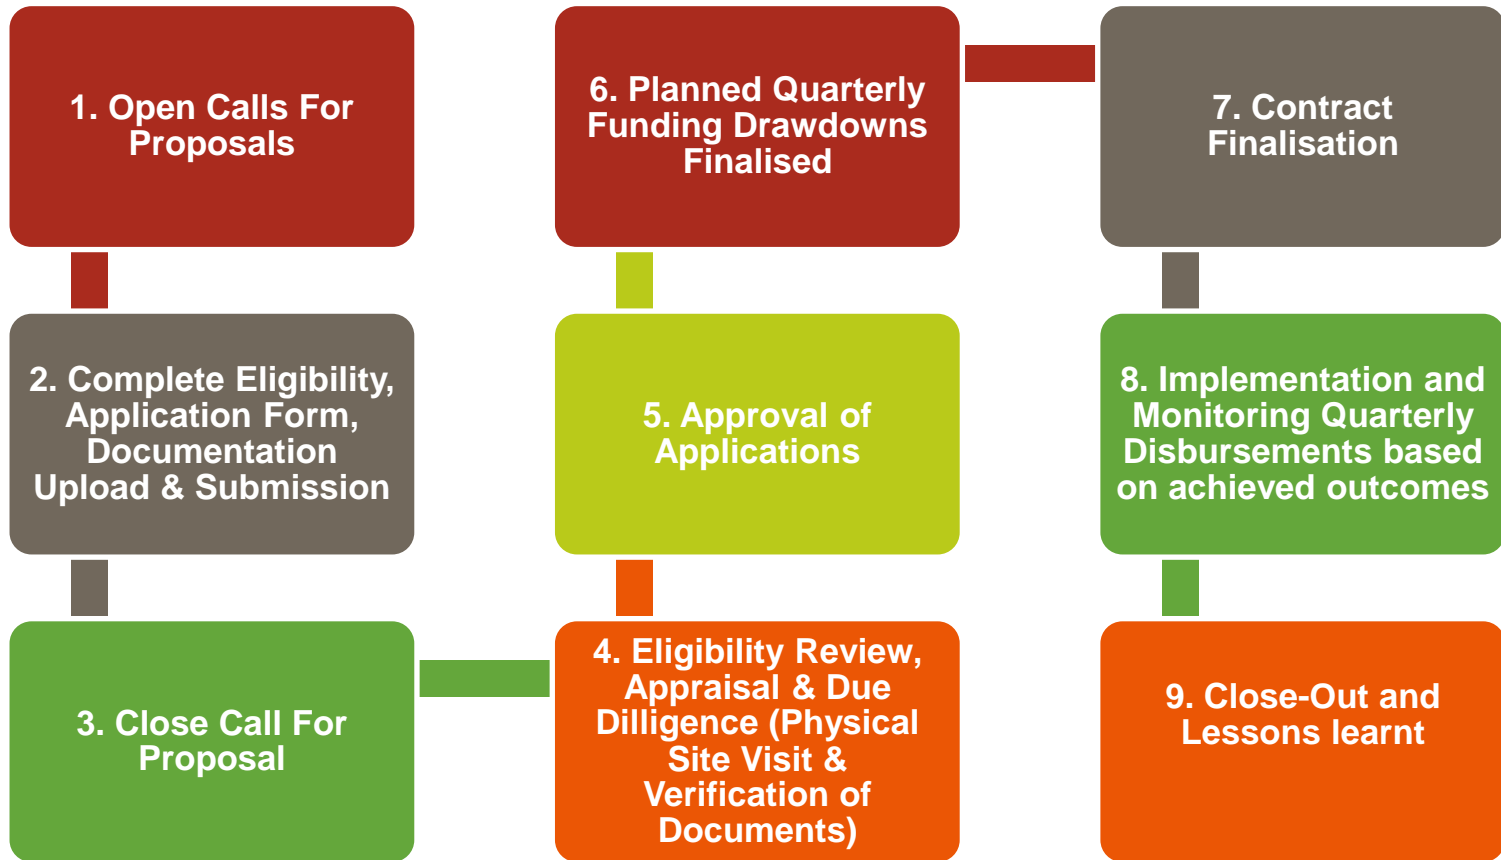 1. Open Calls For
Proposals
2. Complete Eligibility,
Application Form,
Documentation
Upload & Submission
3. Close Call For
Proposal
4. Eligibility Review,
Appraisal & Due
Dilligence (Physical
Site Visit &
Verification of
Documents)
5. Approval of
Applications
6. Planned Quarterly
Funding Drawdowns
Finalised
7. Contract
Finalisation
8. Implementation and
Monitoring Quarterly
Disbursements based
on achieved outcomes
9. Close-Out and
Lessons learnt